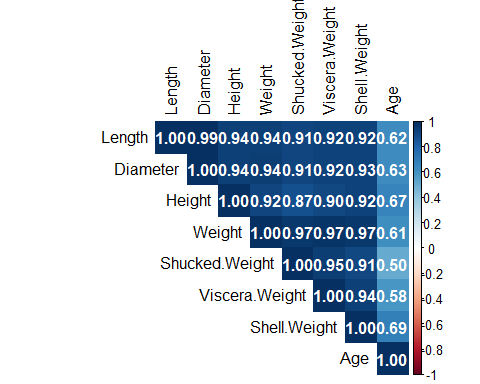 Length
Diameter
Height
Weight
Shucked.Weight
Viscera.Weight
Shell.Weight
Age
Length 1.00 0.99 0.94 0.94 0.91 0.92 0.92 0.62
Diameter 1.00 0.94 0.94 0.91 0.92 0.93 0.63
Height 1.00 0.92 0.87 0.90 0.92 0.67
Weight 1.00 0.97 0.97 0.97 0.61
Shucked.Weight 1.00 0.95 0.91 0.50
Viscera.Weight 1.00 0.94 0.58
Shell.Weight 1.00 0.69
Age 1.00
1
0.8
0.6
0.4
0.2
0
-0.2
-0.4
-0.6
-0.8
-1